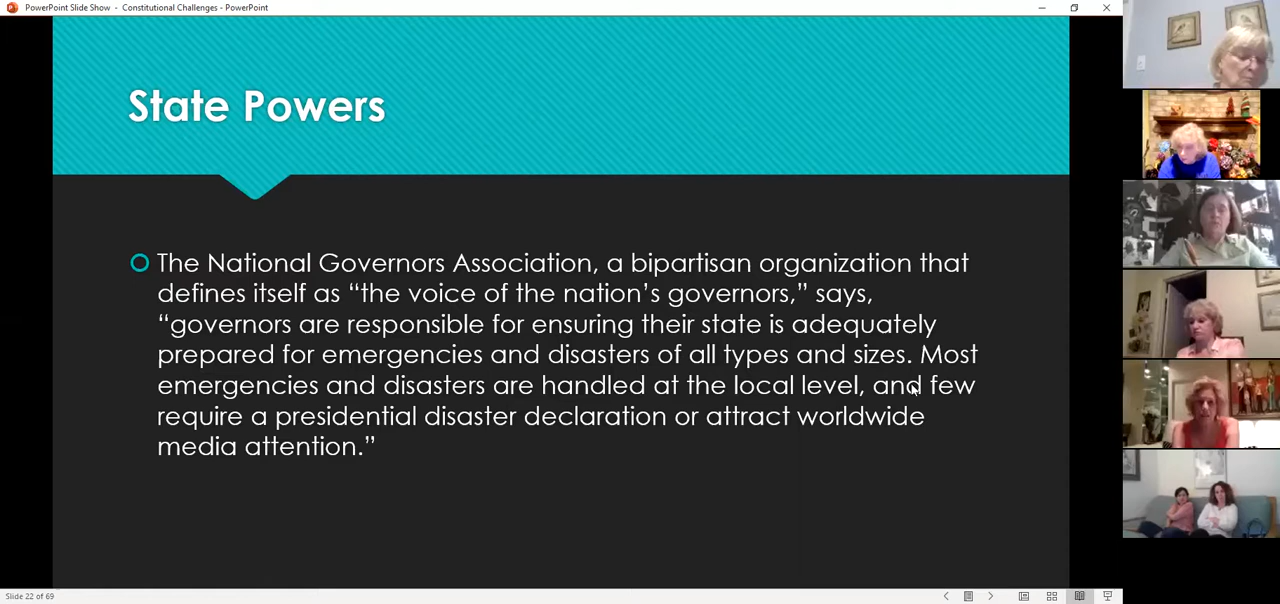 PowerPoint Slide Show - Constitutional Challenges - PowerPoint
State Powers
The National Governors Association, a bipartisan organization that
defines itself as “the voice of the nation’s governors,” says,
“governors are responsible for ensuring their state is adequately
prepared for emergencies and disasters of all types and sizes. Most
emergencies and disasters are handled at the local level, and few
require a presidential disaster declaration or attract worldwide
media attention.”
Slide 22 of 69